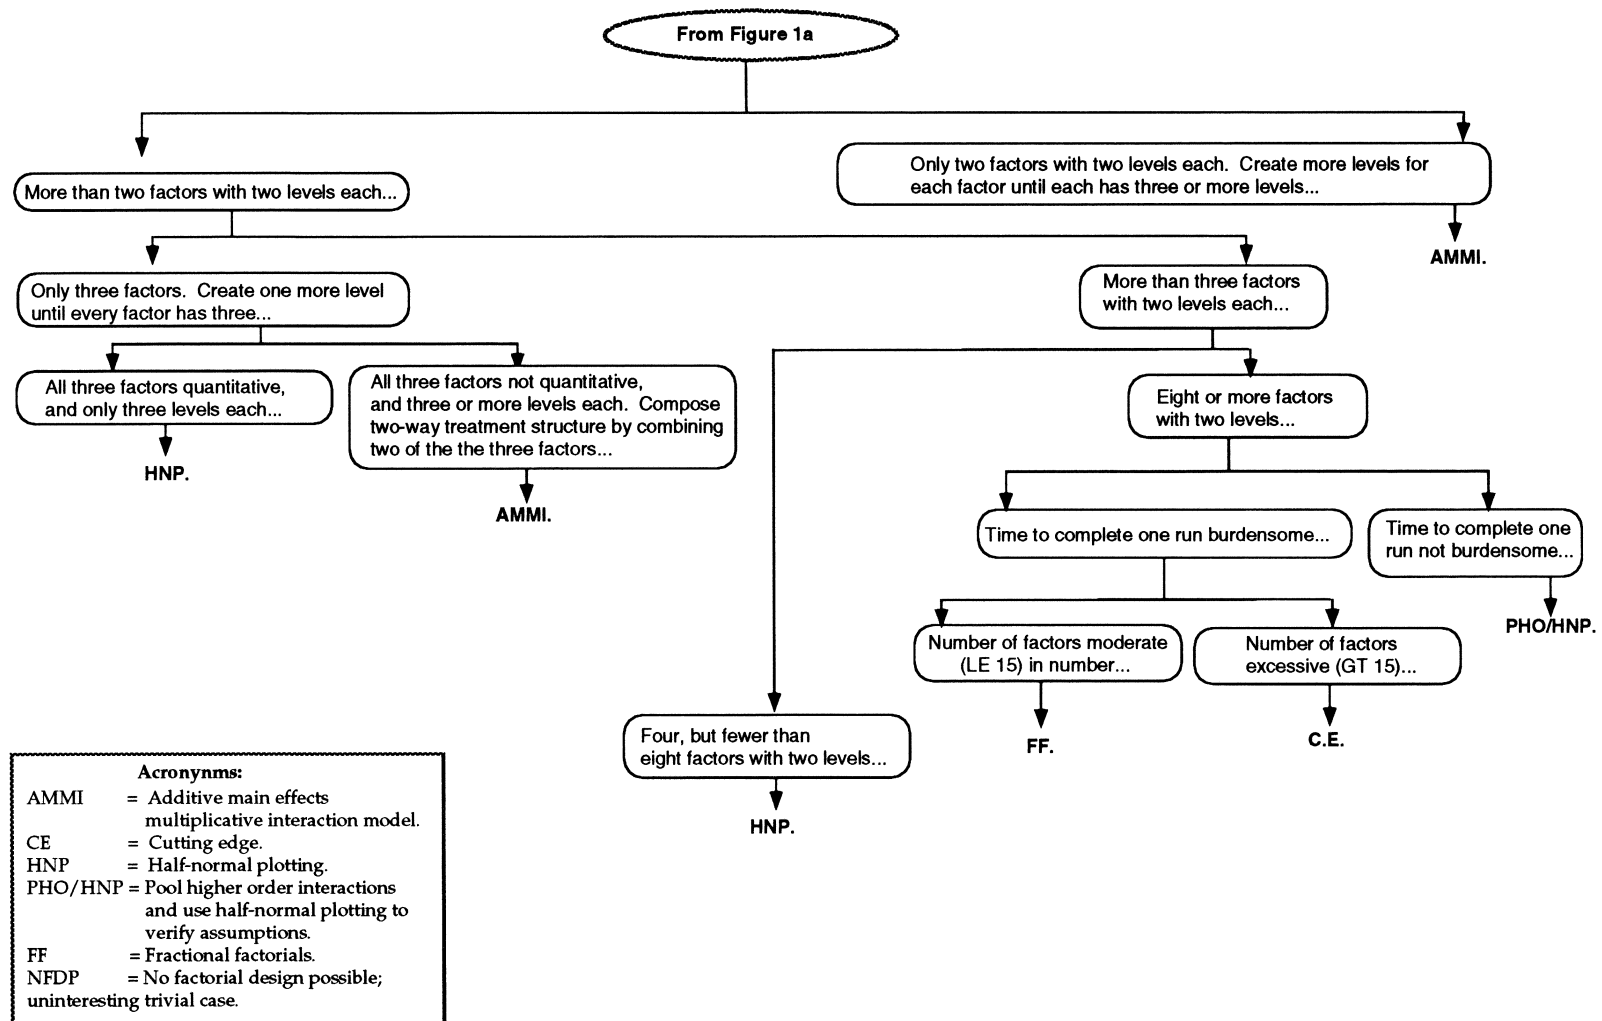 From Figure 1a
More than two factors with two levels each...
Only two factors with two levels each. Create more levels for
each factor until each has three or more levels...
AMMI.
Only three factors. Create one more level
until every factor has three...
More than three factors
with two levels each...
All three factors quantitative,
and only three levels each...
HNP.
All three factors not quantitative,
and three or more levels each. Compose
two-way treatment structure by combining
two of the the three factors...
AMMI.
Eight or more factors
with two levels...
Time to complete one run burdensome...
Time to complete one
run not burdensome...
PHO/HNP.
Number of factors moderate
(LE 15) in number...
FF.
Number of factors
excessive (GT 15)...
C.E.
Four, but fewer than
eight factors with two levels...
HNP.
Acronynms:
AMMI = Additive main effects
multiplicative interaction model.
CE = Cutting edge.
HNP = Half-normal plotting.
PHO/HNP = Pool higher order interactions
and use half-normal plotting to
verify assumptions.
FF = Fractional factorials.
NFDP = No factorial design possible;
uninteresting trivial case.